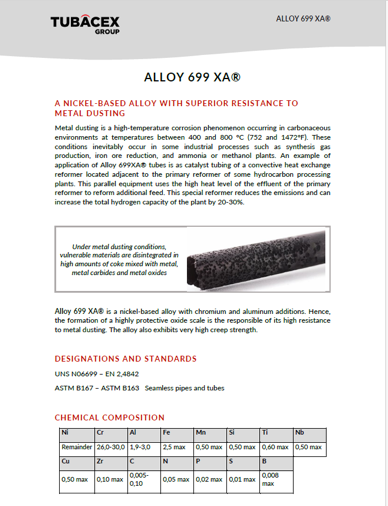 TUBACEX
GROUP
ALLOY 699 XA®
ALLOY 699 XA®
A NICKEL-BASED ALLOY WITH SUPERIOR RESISTANCE TO
METAL DUSTING
Metal dusting is a high-temperature corrosion phenomenon occurring in carbonaceous
environments at temperatures between 400 and 800 ºC (752 and 1472ºF). These
conditions inevitably occur in some industrial processes such as synthesis gas
production, iron ore reduction, and ammonia or methanol plants. An example of
application of Alloy 699XA® tubes is as catalyst tubing of a convective heat exchange
reformer located adjacent to the primary reformer of some hydrocarbon processing
plants. This parallel equipment uses the high heat level of the effluent of the primary
reformer to reform additional feed. This special reformer reduces the emissions and can
increase the total hydrogen capacity of the plant by 20-30%.
Under metal dusting conditions,
vulnerable materials are disintegrated in
high amounts of coke mixed with metal,
metal carbides and metal oxides
Alloy 699 XA® is a nickel-based alloy with chromium and aluminum additions. Hence,
the formation of a highly protective oxide scale is the responsible of its high resistance
to metal dusting. The alloy also exhibits very high creep strength.
DESIGNATIONS AND STANDARDS
UNS N06699 – EN 2,4842
ASTM B167 – ASTM B163 Seamless pipes and tubes
CHEMICAL COMPOSITION
Ni Cr Al Fe Mn Si Ti Nb
Remainder 26,0-30,0 1,9-3,0 2,5 max 0,50 max 0,50 max 0,60 max 0,50 max
Cu Zr C N P S B
0,50 max 0,10 max 0,005-0,10 0,05 max 0,02 max 0,01 max 0,008 max